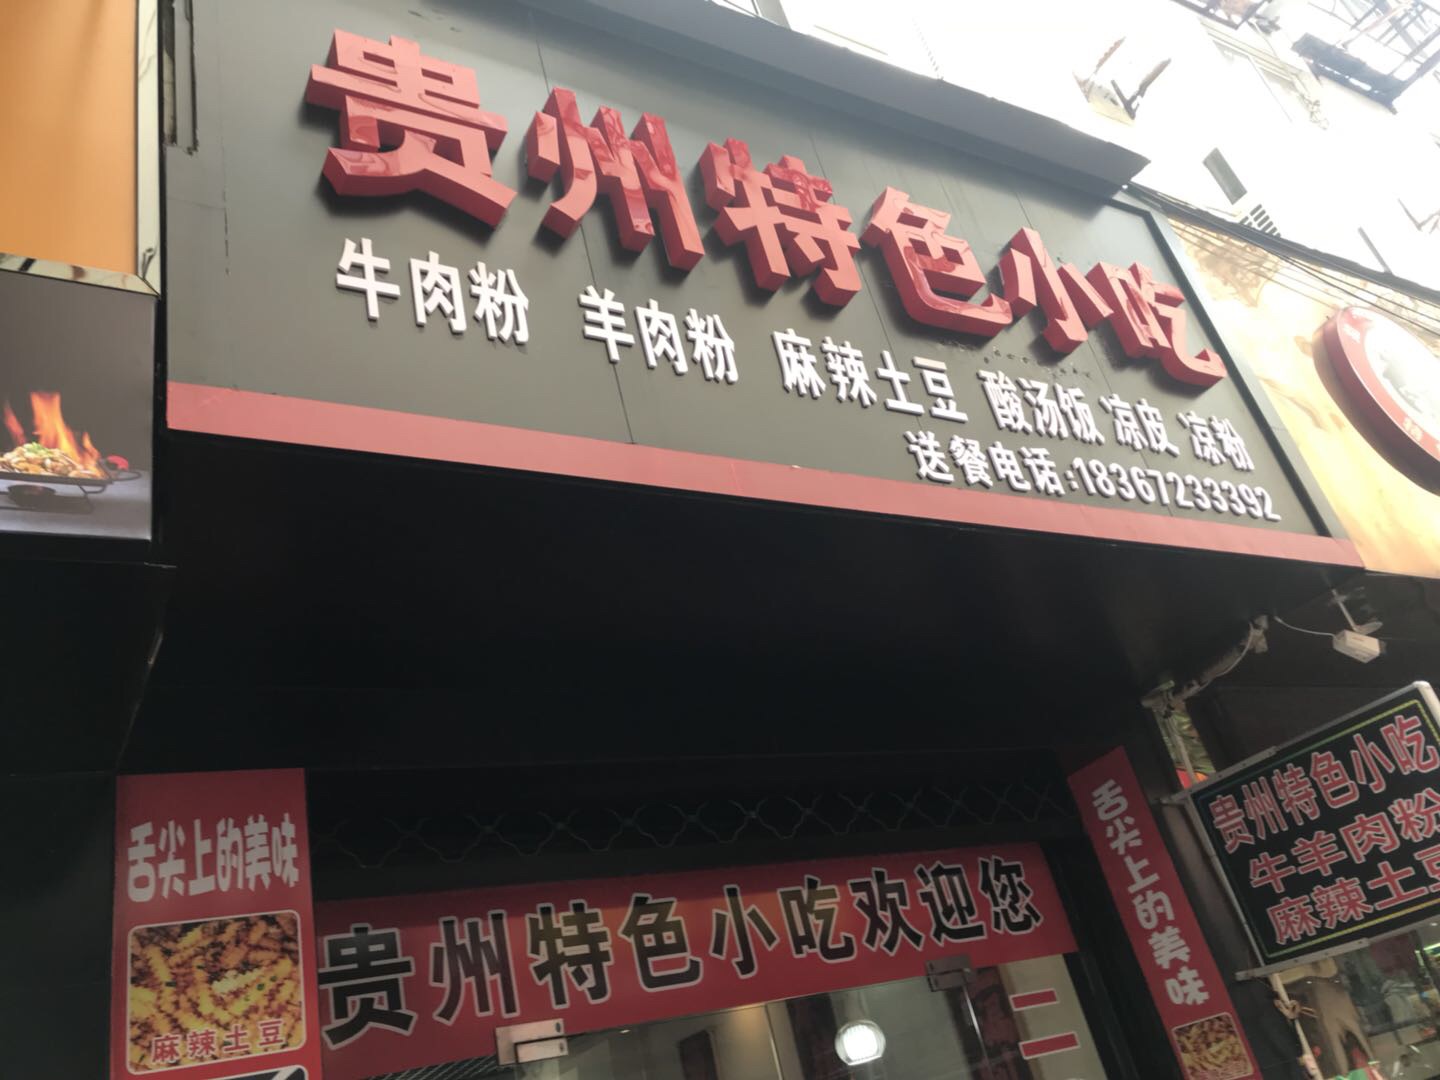 贵州特色小吃
牛肉粉 羊肉粉 麻辣土豆 酸汤饭 凉皮 凉粉
送餐电话:18367233392
舌尖上的美味
麻辣土豆
贵州特色小吃欢迎您
舌尖上的美味
贵州特色小吃
牛羊肉粉
麻辣土豆